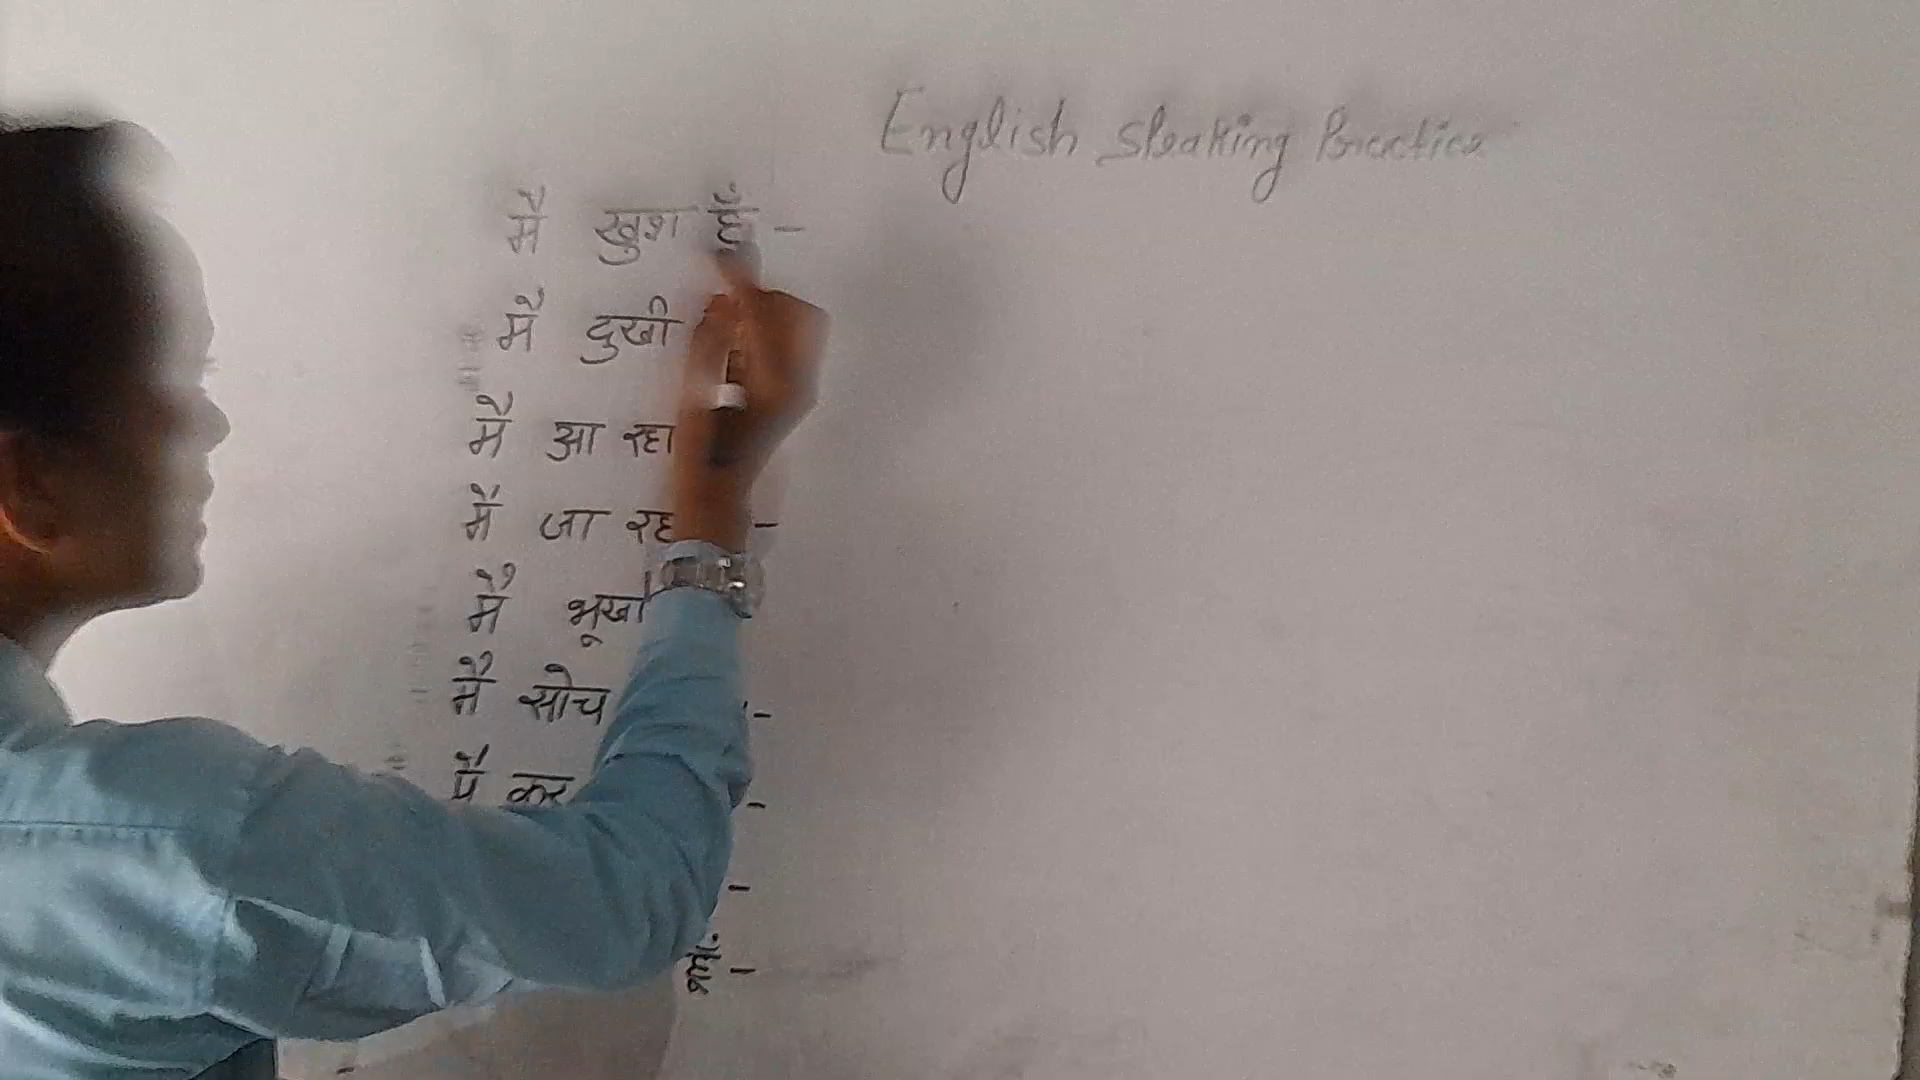 English Speaking Practice
मै खुश हूँ -
मै दुखी
मै आ रहा
मै जा रह -
मै भूखा
मै सोच -
मै कर -
-
-